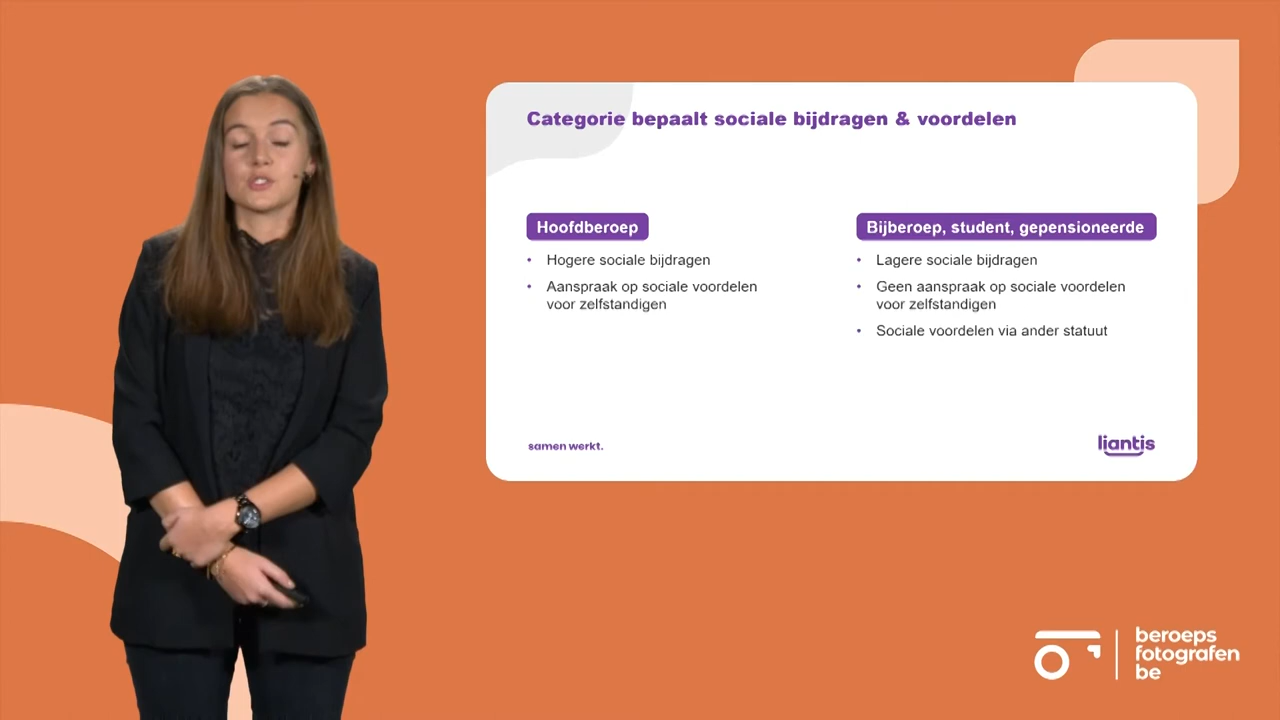 Categorie bepaalt sociale bijdragen & voordelen
Hoofdberoep
• Hogere sociale bijdragen
• Aanspraak op sociale voordelen
voor zelfstandigen
Bijberoep, student, gepensioneerde
• Lagere sociale bijdragen
• Geen aanspraak op sociale voordelen
voor zelfstandigen
• Sociale voordelen via ander statuut
samen werkt.
liantis
beroeps
fotografen
be